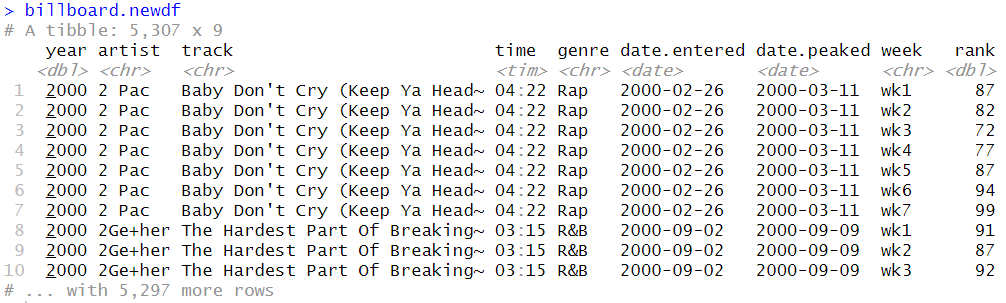 > billboard.newdf
# A tibble: 5,307 x 9
year artist track time genre date.entered date.peaked week rank
<dbl> <chr> <chr> <tim> <chr> <date> <date> <chr> <dbl>
1 2000 2 Pac Baby Don't Cry (Keep Ya Head~ 04:22 Rap 2000-02-26 2000-03-11 wk1 87
2 2000 2 Pac Baby Don't Cry (Keep Ya Head~ 04:22 Rap 2000-02-26 2000-03-11 wk2 82
3 2000 2 Pac Baby Don't Cry (Keep Ya Head~ 04:22 Rap 2000-02-26 2000-03-11 wk3 72
4 2000 2 Pac Baby Don't Cry (Keep Ya Head~ 04:22 Rap 2000-02-26 2000-03-11 wk4 77
5 2000 2 Pac Baby Don't Cry (Keep Ya Head~ 04:22 Rap 2000-02-26 2000-03-11 wk5 87
6 2000 2 Pac Baby Don't Cry (Keep Ya Head~ 04:22 Rap 2000-02-26 2000-03-11 wk6 94
7 2000 2 Pac Baby Don't Cry (Keep Ya Head~ 04:22 Rap 2000-02-26 2000-03-11 wk7 99
8 2000 2Ge+her The Hardest Part Of Breaking~ 03:15 R&B 2000-09-02 2000-09-09 wk1 91
9 2000 2Ge+her The Hardest Part Of Breaking~ 03:15 R&B 2000-09-02 2000-09-09 wk2 87
10 2000 2Ge+her The Hardest Part Of Breaking~ 03:15 R&B 2000-09-02 2000-09-09 wk3 92
# ... with 5,297 more rows